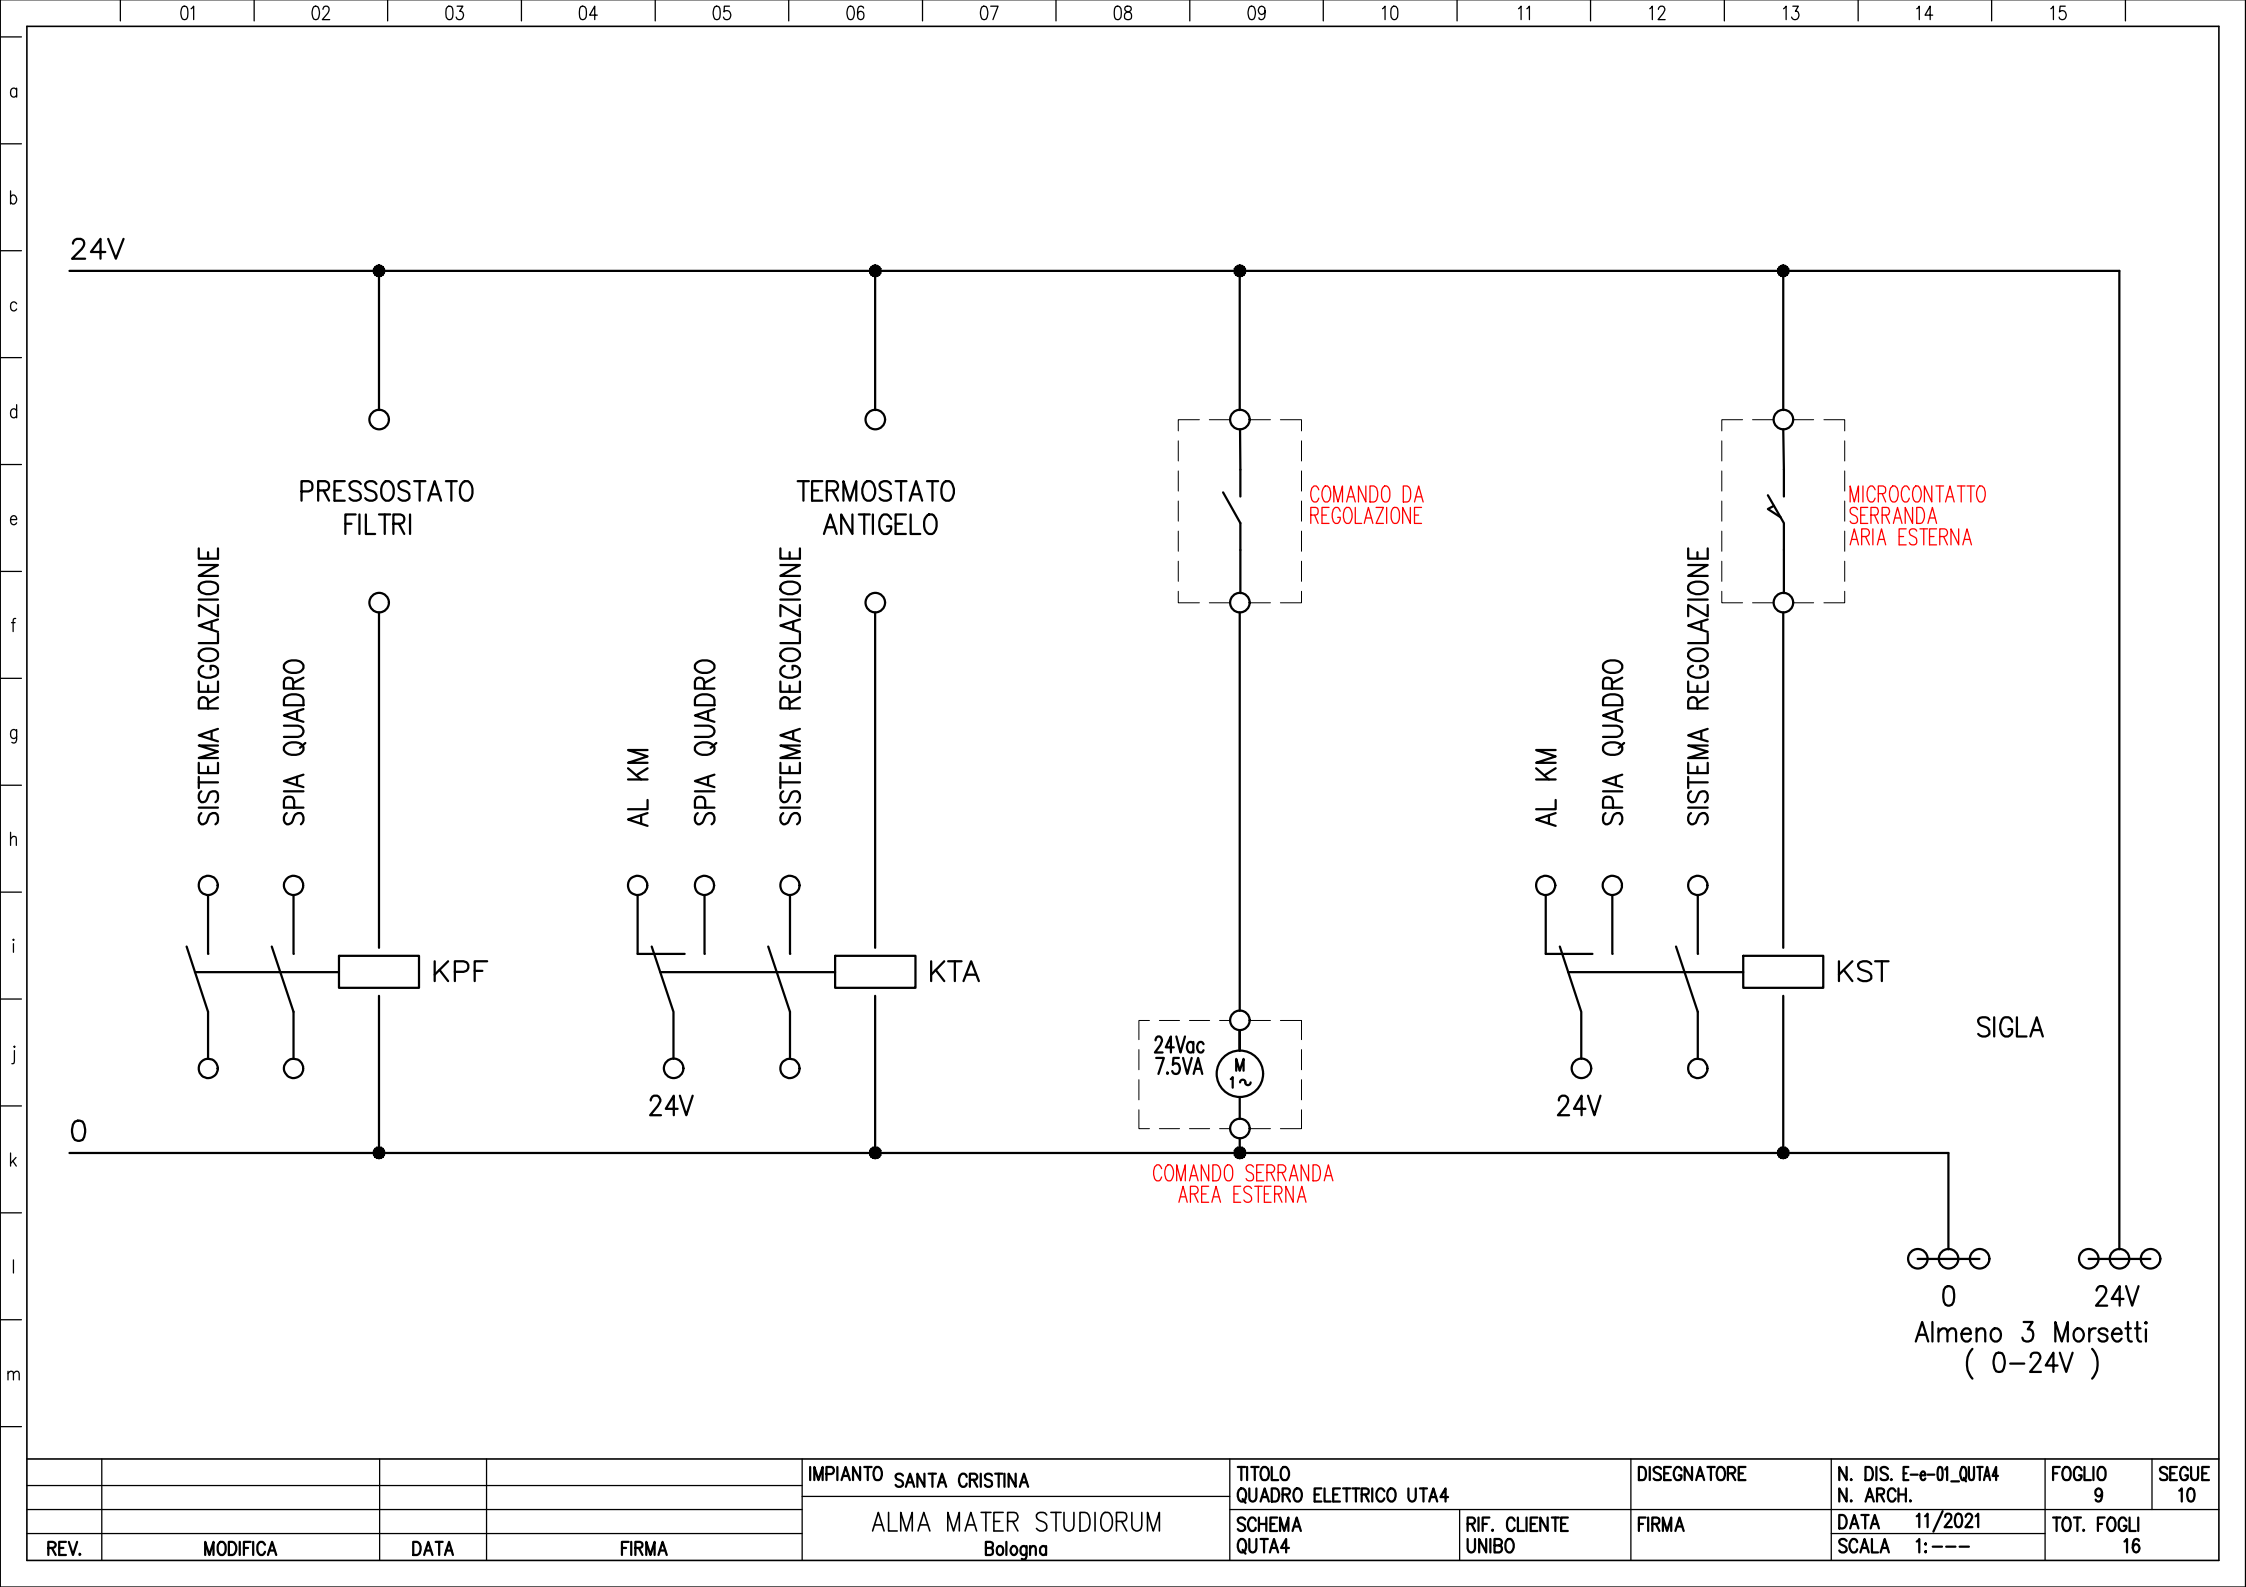 01 02 03 04 05 06 07 08 09 10 11 12 13 14 15
a
b
c
d
e
f
g
h
i
j
k
l
m
24V
PRESSOSTATO
FILTRI
TERMOSTATO
ANTIGELO
COMANDO DA
REGOLAZIONE
MICROCONTATTO
SERRANDA
ARIA ESTERNA
SISTEMA REGOLAZIONE
SPIA QUADRO
AL KM
SPIA QUADRO
SISTEMA REGOLAZIONE
AL KM
SPIA QUADRO
SISTEMA REGOLAZIONE
KPF
KTA
KST
SIGLA
24Vac
7.5VA
M
1~
24V
24V
0
COMANDO SERRANDA
AREA ESTERNA
0
24V
Almeno 3 Morsetti
( 0-24V )
REV.
MODIFICA
DATA
FIRMA
IMPIANTO SANTA CRISTINA
ALMA MATER STUDIORUM
Bologna
TITOLO
QUADRO ELETTRICO UTA4
SCHEMA
QUTA4
RIF. CLIENTE
UNIBO
DISEGNATORE
FIRMA
N. DIS. E-e-01_QUTA4
N. ARCH.
DATA 11/2021
SCALA 1:---
FOGLIO
9
SEGUE
10
TOT. FOGLI
16